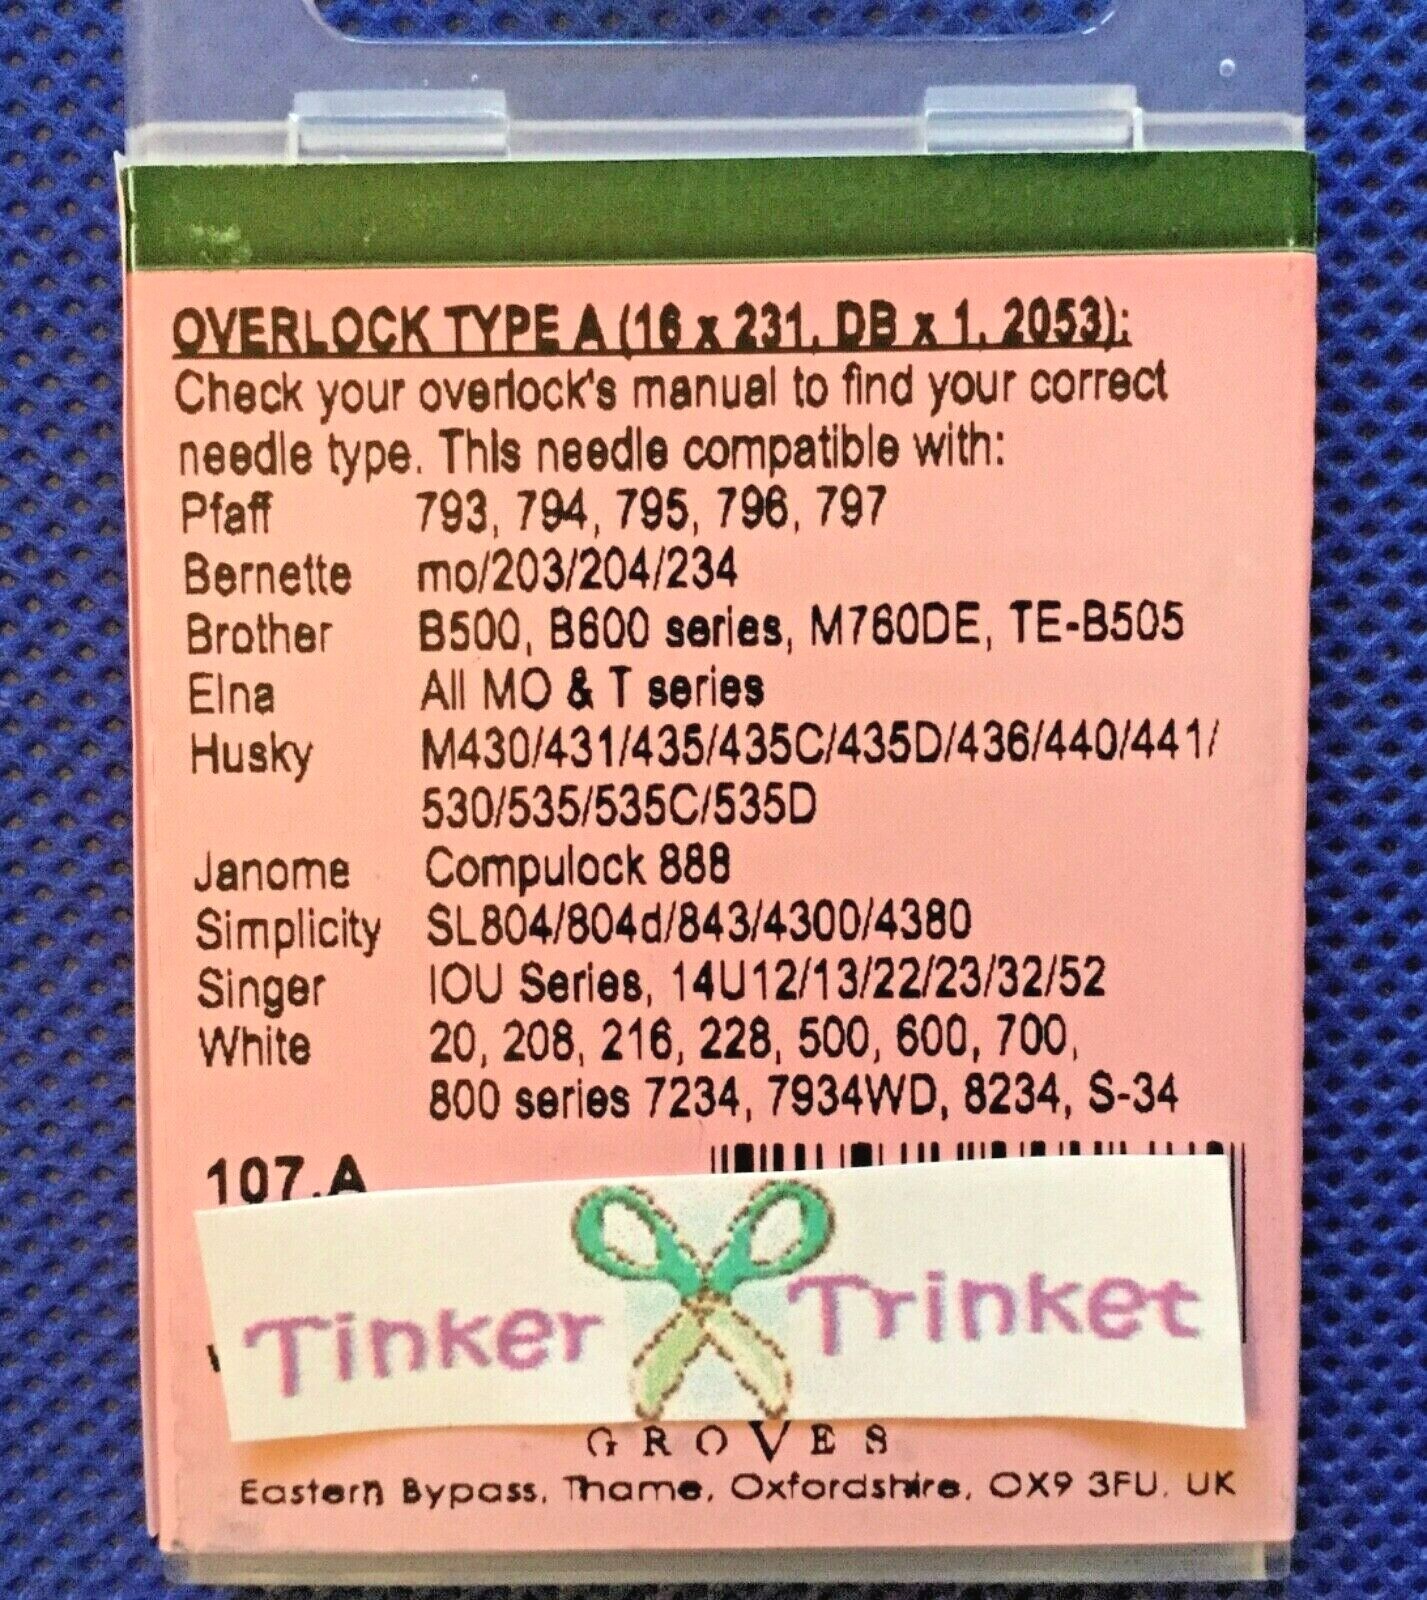 OVERLOCK TYPE A (16 x 231, DB x 1, 2053):
Check your overlock's manual to find your correct
needle type. This needle compatible with:
Pfaff 793, 794, 795, 796, 797
Bernette mo/203/204/234
Brother B500, B600 series, M760DE, TE-B505
Elna All MO & T series
Husky M430/431/435/435C/435D/436/440/441/
530/535/535C/535D
Janome Compulock 888
Simplicity SL804/804d/843/4300/4380
Singer IOU Series, 14U12/13/22/23/32/52
White 20, 208, 216, 228, 500, 600, 700,
800 series 7234, 7934WD, 8234, S-34
107.A
Tinker Trinket
GROVES
Eastern Bypass, Thame, Oxfordshire, OX9 3FU. UK